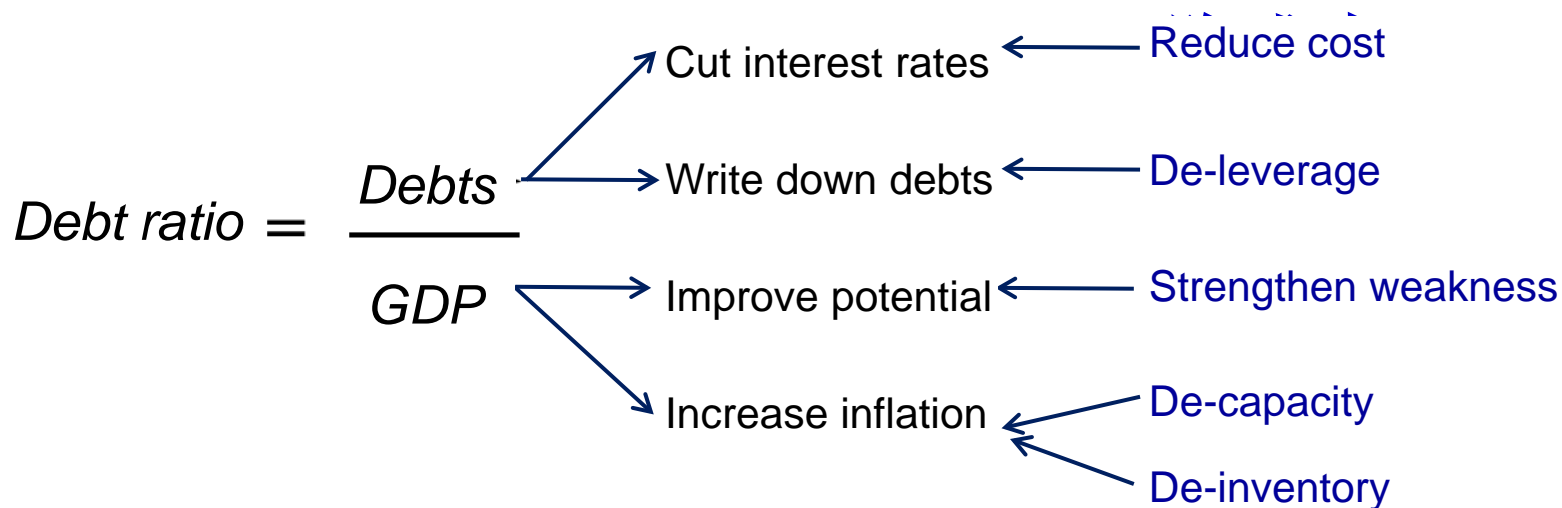 Cut interest rates
Reduce cost
Debt ratio = Debts
GDP
Write down debts
De-leverage
Improve potential
Strengthen weakness
Increase inflation
De-capacity
De-inventory